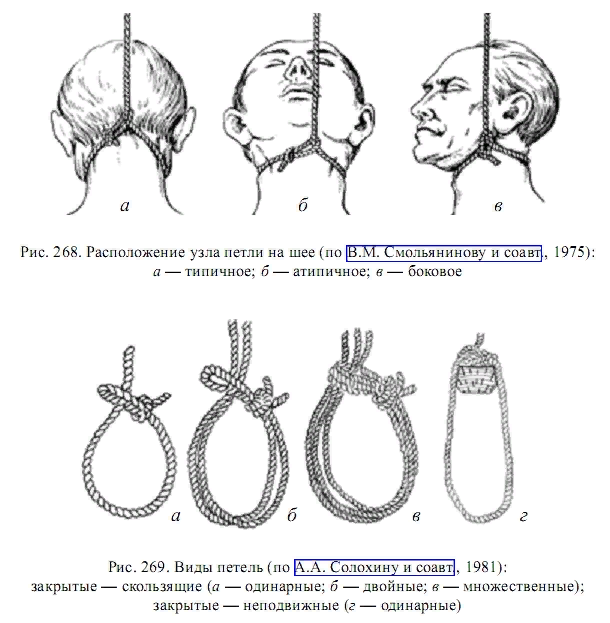 а
б
в
Рис. 268. Расположение узла петли на шее (по В.М. Смольянинову и соавт., 1975):
а — типичное; б — атипичное; в — боковое
а
б
в
г
Рис. 269. Виды петель (по А.А. Солохину и соавт., 1981):
закрытые — скользящие (а — одинарные; б — двойные; в — множественные);
закрытые — неподвижные (г — одинарные)